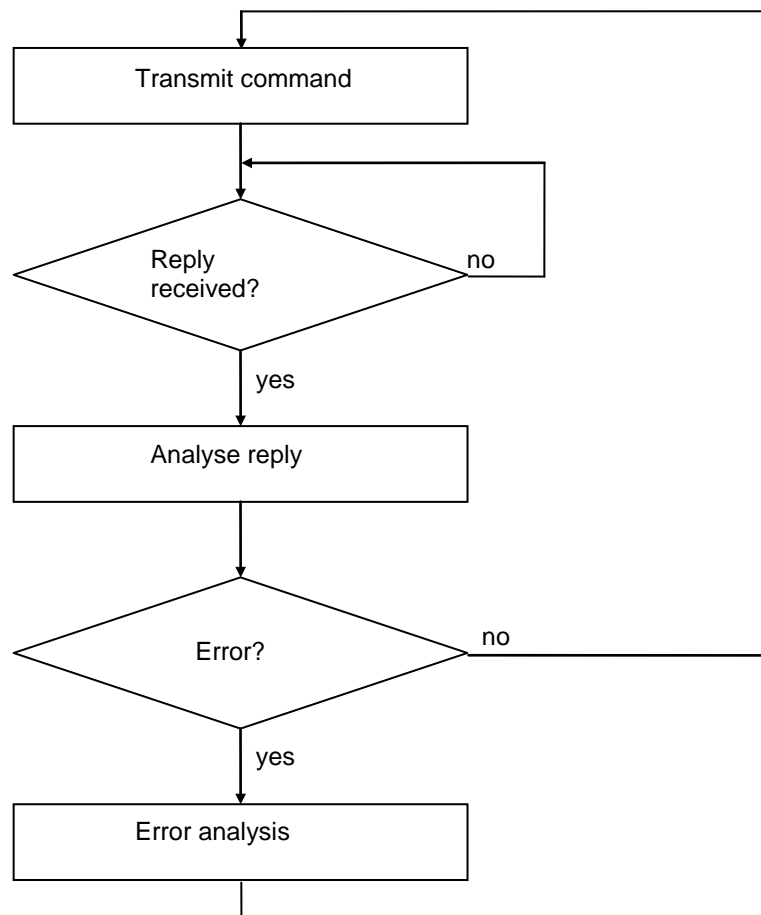 Transmit command
Reply
received?
no
yes
Analyse reply
Error?
no
yes
Error analysis